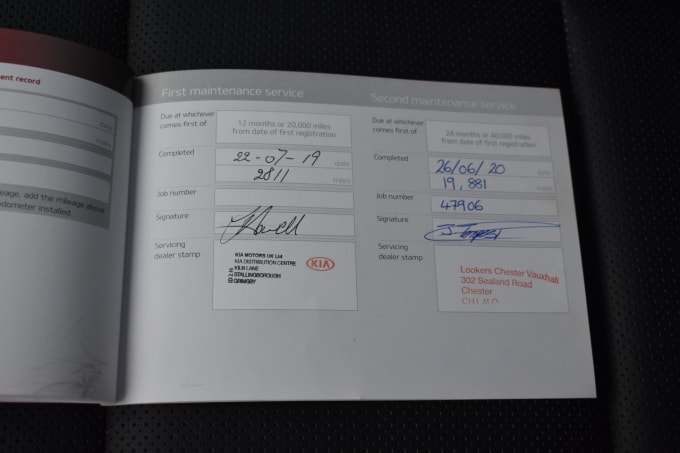 ent record
date
miles
leage, add the mileage above
edometer installed.
First maintenance service
Due at whichever
comes first of
12 months or 20,000 miles
from date of first registration
Completed
22-07-19 date
2811 miles
Job number
Signature
Servicing
dealer stamp
KIA MOTORS UK Ltd
KIA DISTRIBUTION CENTRE
KILN LANE
STALLINGBOROUGH
GRIMSBY
KIA
Second maintenance service
Due at whichever
comes first of
24 months or 40,000 miles
from date of first registration
Completed
26/06/20 date
19,881 miles
Job number
47906
Signature
Servicing
dealer stamp
Lookers Chester Vauxhall
302 Sealand Road
Chester